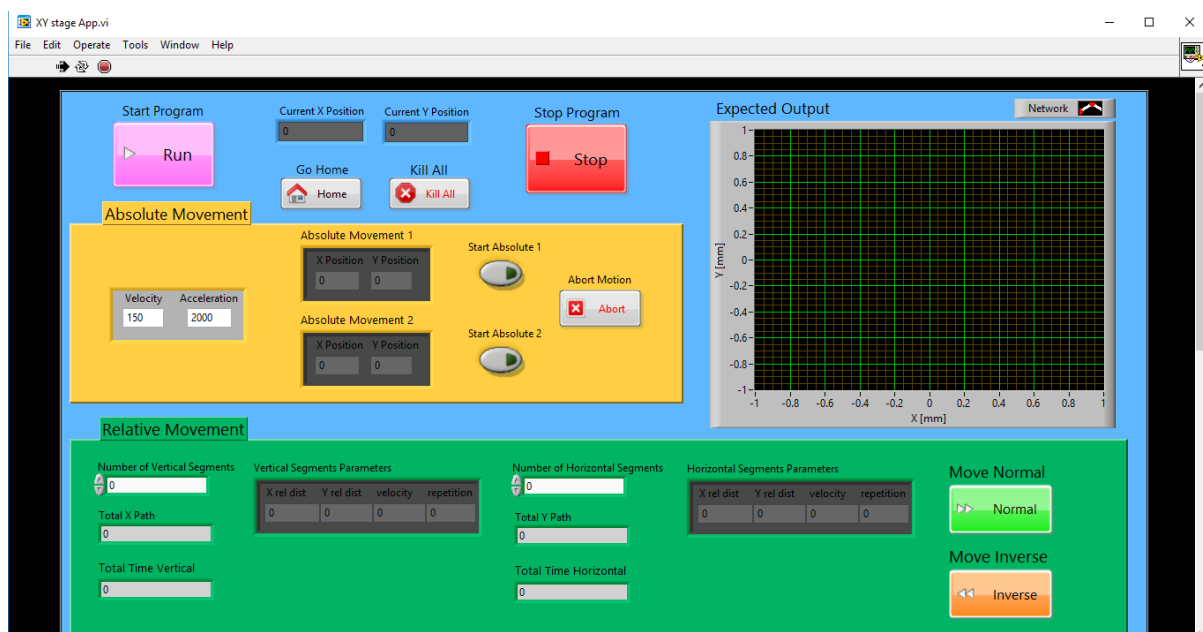 XY stage App.vi
File Edit Operate Tools Window Help
Start Program
Run
Current X Position
0
Current Y Position
0
Go Home
Home
Kill All
Kill All
Stop Program
Stop
Expected Output
Network
Y [mm]
1
0.8
0.6
0.4
0.2
0
-0.2
-0.4
-0.6
-0.8
-1
-1 -0.8 -0.6 -0.4 -0.2 0 0.2 0.4 0.6 0.8 1
X [mm]
Absolute Movement
Velocity Acceleration
150 2000
Absolute Movement 1
X Position Y Position
0 0
Start Absolute 1
Absolute Movement 2
X Position Y Position
0 0
Start Absolute 2
Abort Motion
Abort
Relative Movement
Number of Vertical Segments
0
Total X Path
0
Total Time Vertical
0
Vertical Segments Parameters
X rel dist Y rel dist velocity repetition
0 0 0 0
Number of Horizontal Segments
0
Total Y Path
0
Total Time Horizontal
0
Horizontal Segments Parameters
X rel dist Y rel dist velocity repetition
0 0 0 0
Move Normal
Normal
Move Inverse
Inverse